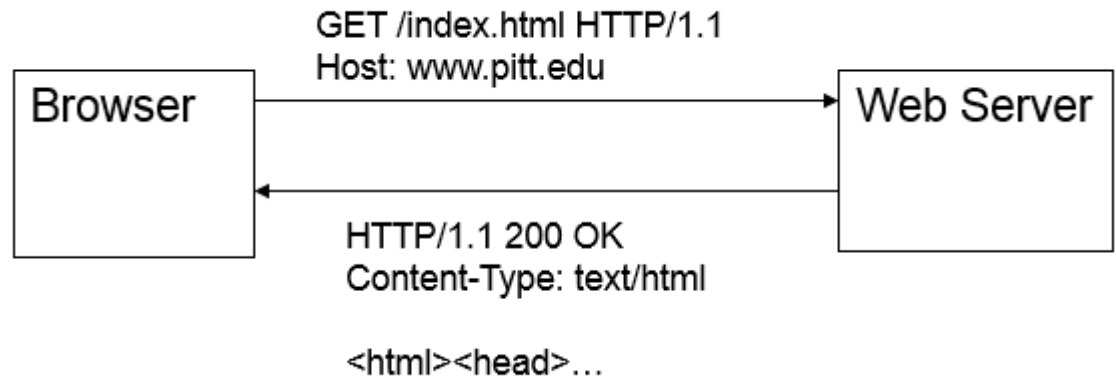 GET /index.html HTTP/1.1
Host: www.pitt.edu
Browser
Web Server
HTTP/1.1 200 OK
Content-Type: text/html
<html><head>…